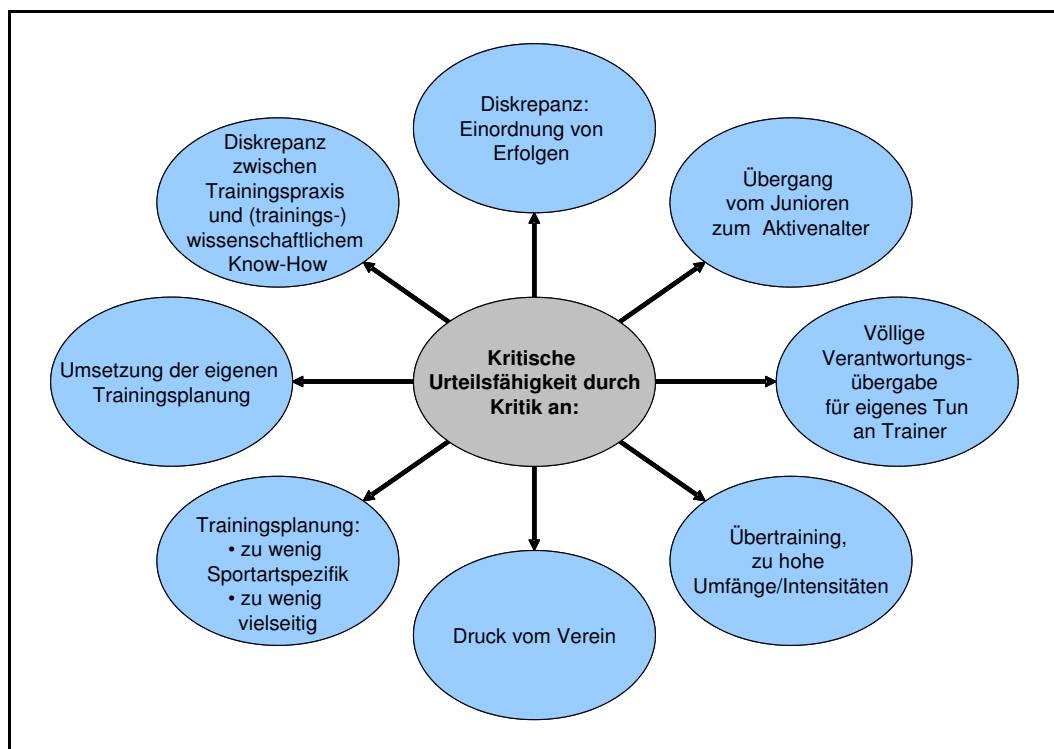 Diskrepanz:
Einordnung von
Erfolgen
Diskrepanz
zwischen
Trainingspraxis
und (trainings-)
wissenschaftlichem
Know-How
Übergang
vom Junioren
zum Aktivenalter
Umsetzung der eigenen
Trainingsplanung
Kritische
Urteilsfähigkeit durch
Kritik an:
Völlige
Verantwortungs-
übergabe
für eigenes Tun
an Trainer
Trainingsplanung:
• zu wenig
Sportartspezifik
• zu wenig
vielseitig
Druck vom Verein
Übertraining,
zu hohe
Umfänge/Intensitäten